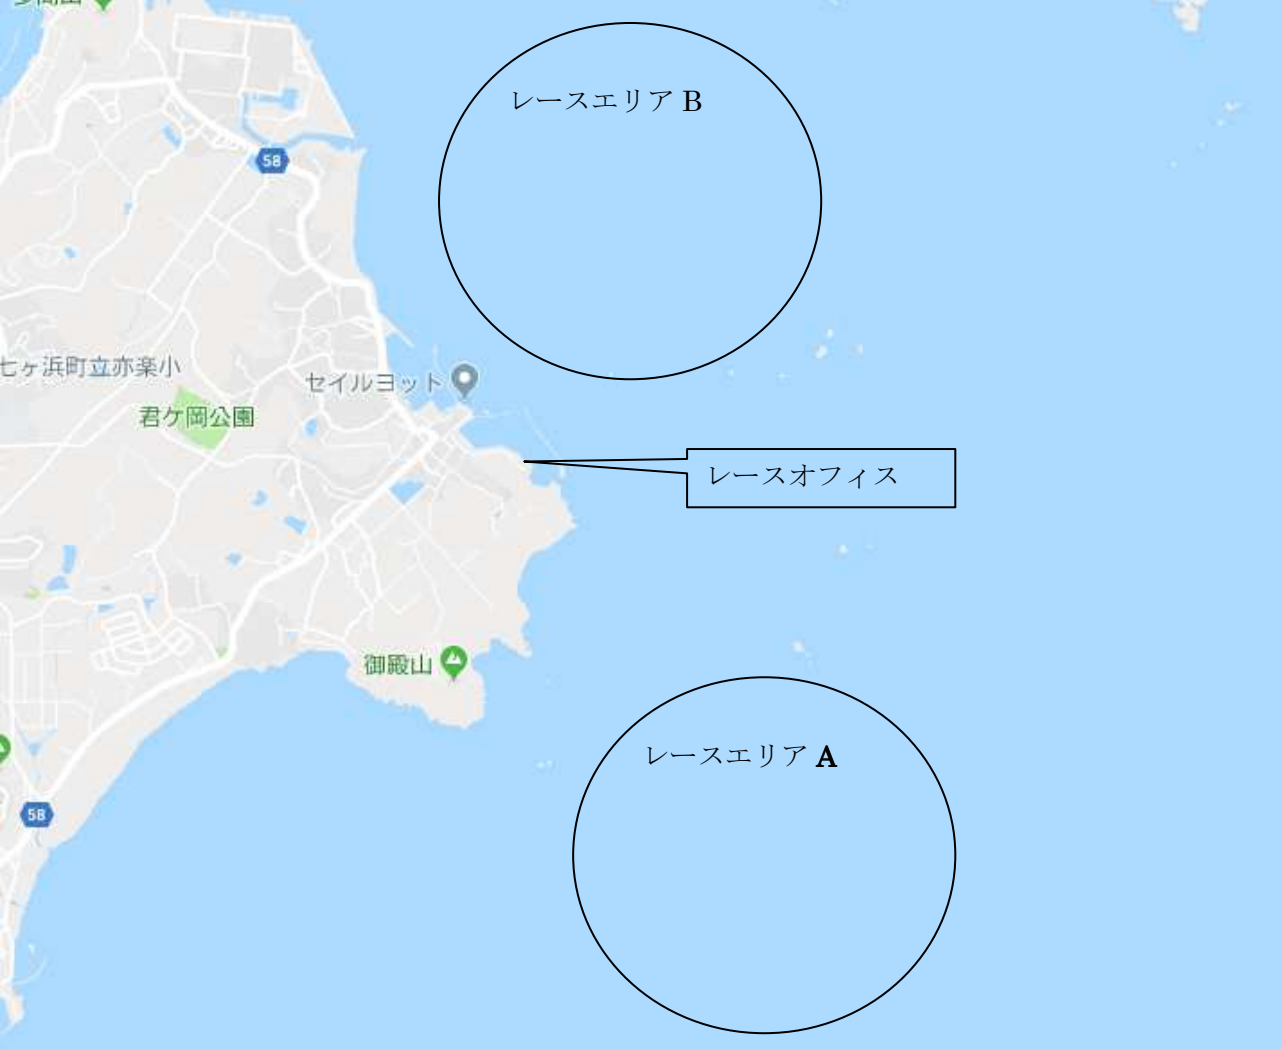 レースエリア B
58
七ヶ浜町立亦楽小
セイルヨット
君ケ岡公園
レースオフィス
御殿山
レースエリア A
58